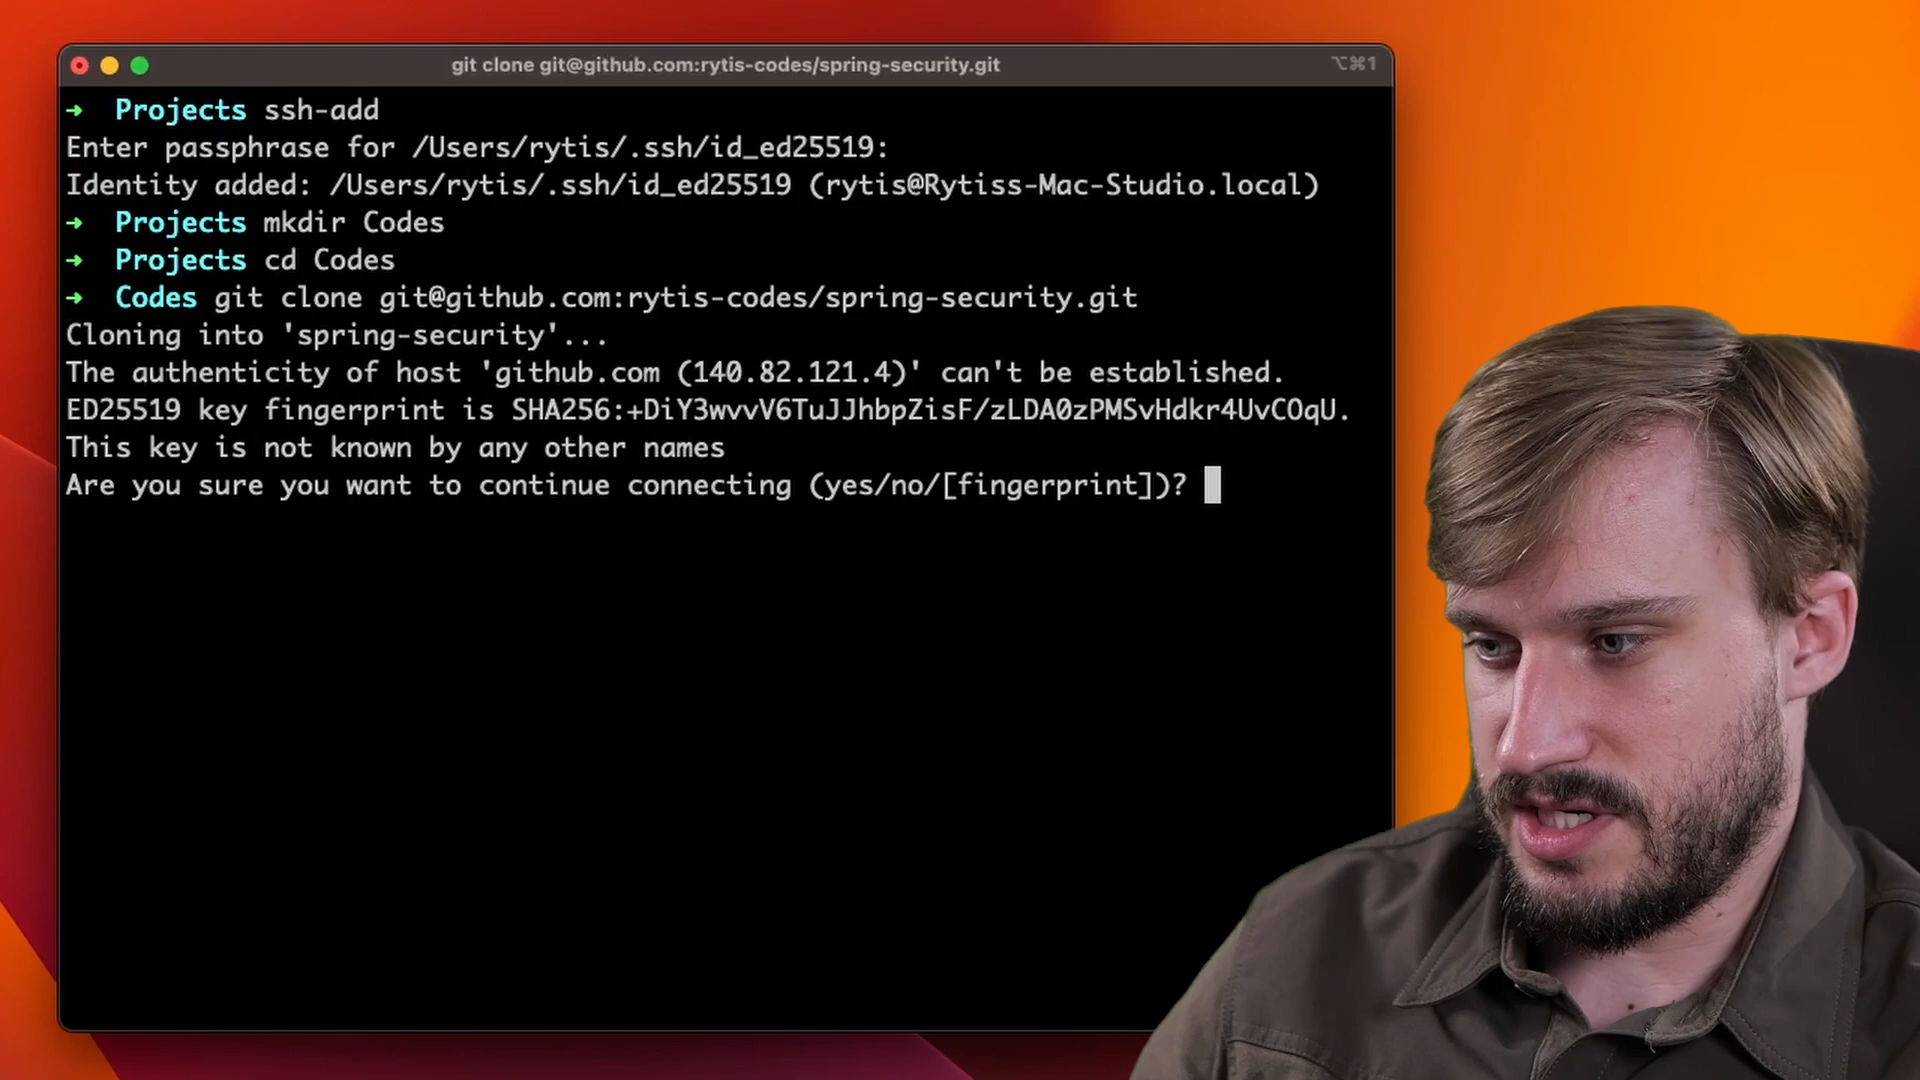 git clone git@github.com:rytis-codes/spring-security.git
⌥⌘1
➜ Projects ssh-add
Enter passphrase for /Users/rytis/.ssh/id_ed25519:
Identity added: /Users/rytis/.ssh/id_ed25519 (rytis@Rytiss-Mac-Studio.local)
➜ Projects mkdir Codes
➜ Projects cd Codes
➜ Codes git clone git@github.com:rytis-codes/spring-security.git
Cloning into 'spring-security'...
The authenticity of host 'github.com (140.82.121.4)' can't be established.
ED25519 key fingerprint is SHA256:+DiY3wvvV6TuJJhbpZisF/zLDA0zPMSvHdkr4UvCOqU.
This key is not known by any other names
Are you sure you want to continue connecting (yes/no/[fingerprint])?